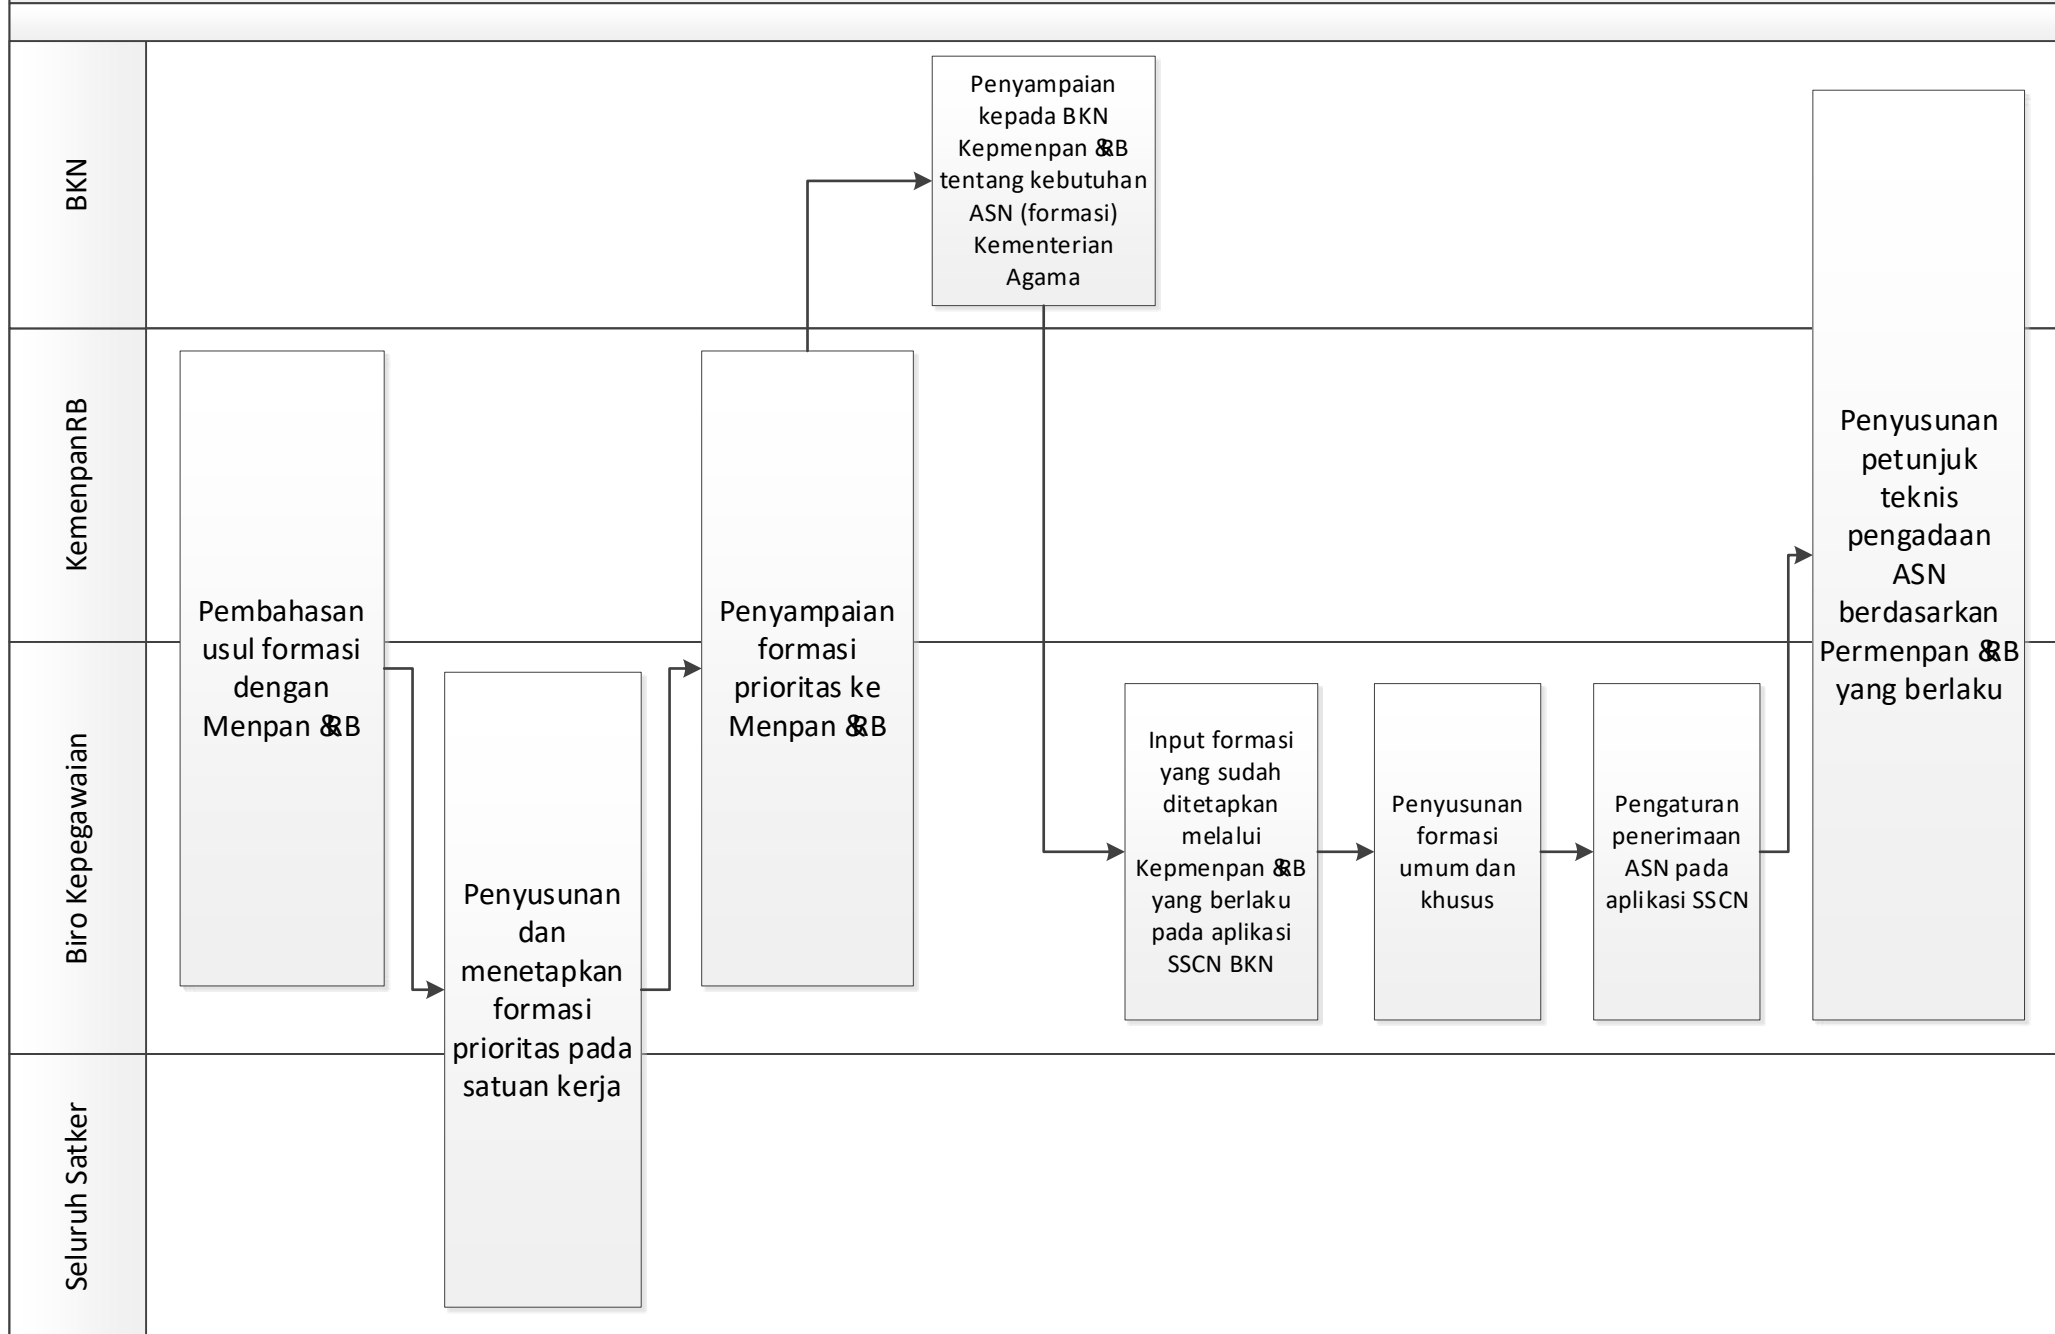 BKN
Penyampaian
kepada BKN
Kepmenpan &RB
tentang kebutuhan
ASN (formasi)
Kementerian
Agama
KemenpanRB
Biro Kepegawaian
Pembahasan
usul formasi
dengan
Menpan &RB
Penyusunan
dan
menetapkan
formasi
prioritas pada
satuan kerja
Penyampaian
formasi
prioritas ke
Menpan &RB
Input formasi
yang sudah
ditetapkan
melalui
Kepmenpan &RB
yang berlaku
pada aplikasi
SSCN BKN
Penyusunan
formasi
umum dan
khusus
Pengaturan
penerimaan
ASN pada
aplikasi SSCN
Penyusunan
petunjuk
teknis
pengadaan
ASN
berdasarkan
Permenpan &RB
yang berlaku
Seluruh Satker